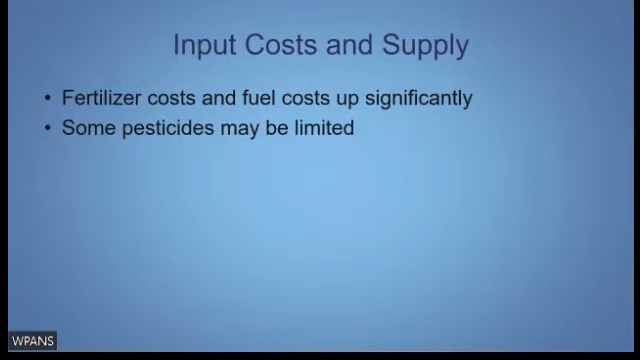 Input Costs and Supply
• Fertilizer costs and fuel costs up significantly
• Some pesticides may be limited
WPANS